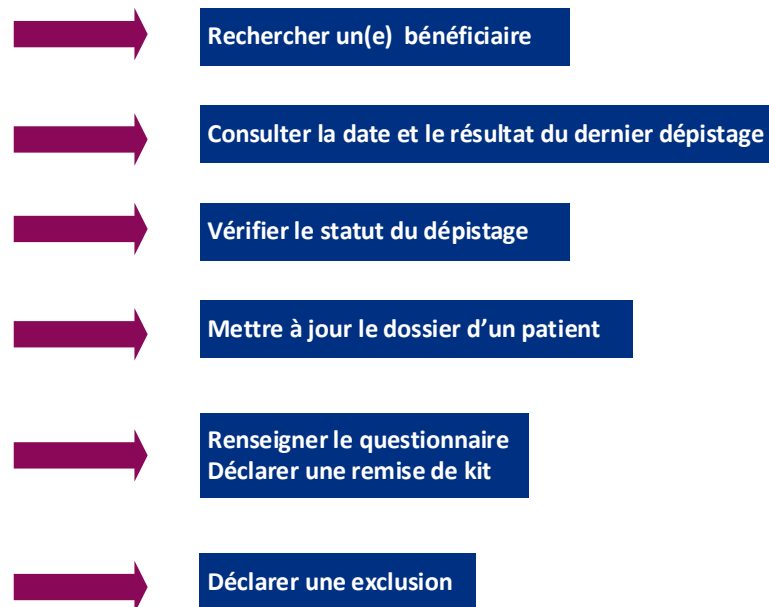 Rechercher un(e) bénéficiaire
Consulter la date et le résultat du dernier dépistage
Vérifier le statut du dépistage
Mettre à jour le dossier d’un patient
Renseigner le questionnaire
Déclarer une remise de kit
Déclarer une exclusion